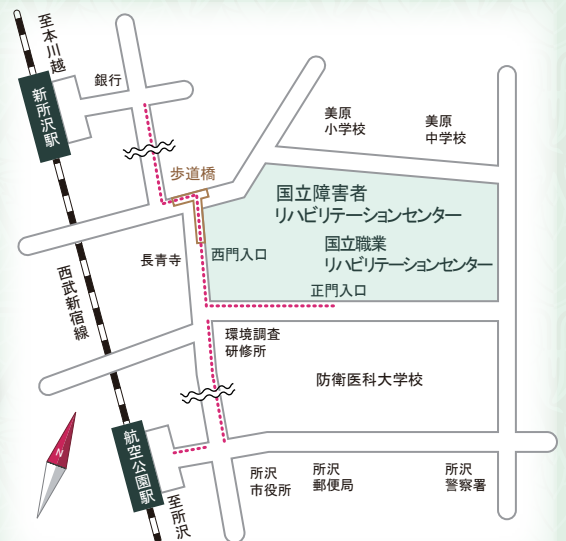 至本川越
新所沢駅
銀行
美原
小学校
美原
中学校
歩道橋
国立障害者
リハビリテーションセンター
国立職業
リハビリテーションセンター
西門入口
長青寺
正門入口
西武新宿線
環境調査
研修所
防衛医科大学校
N
航空公園駅
至所沢
所沢
市役所
所沢
郵便局
所沢
警察署